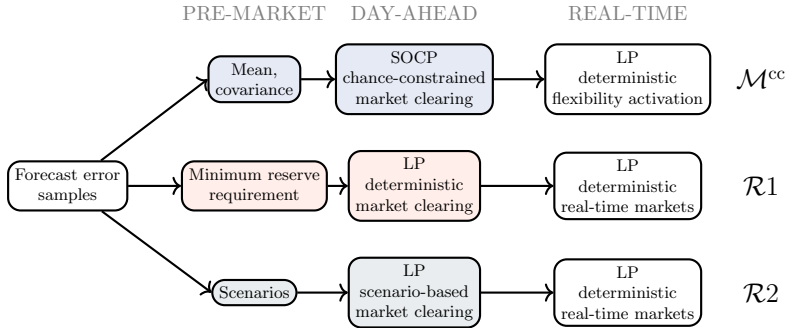 PRE-MARKET DAY-AHEAD REAL-TIME
Mean,
covariance
SOCP
chance-constrained
market clearing
LP
deterministic
flexibility activation
ℳcc
Forecast error
samples
Minimum reserve
requirement
LP
deterministic
market clearing
LP
deterministic
real-time markets
ℛ1
Scenarios
LP
scenario-based
market clearing
LP
deterministic
real-time markets
ℛ2